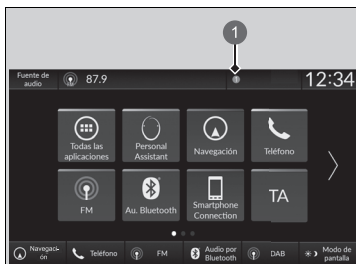 1
Fuente de
audio
87.9
12:34
Todas las
aplicaciones
Personal
Assistant
Navegación
Teléfono
FM
Au. Bluetooth
Smartphone
Connection
TA
Navegaci-
ón
Teléfono
FM
Audio por
Bluetooth
DAB
Modo de
pantalla